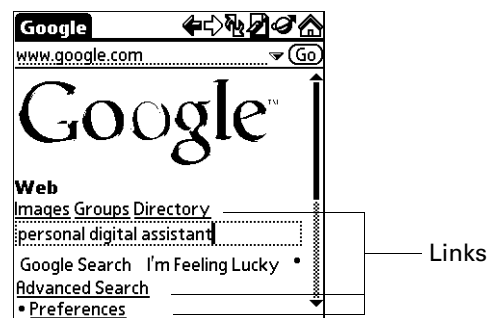 Google
www.google.com Go
Google™
Web
Images Groups Directory
personal digital assistant
Google Search I'm Feeling Lucky •
Advanced Search
• Preferences
Links